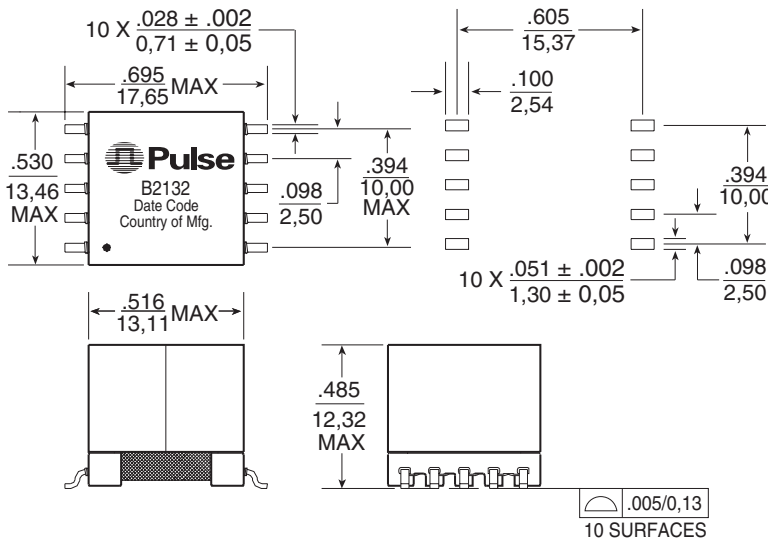 10 X .028 ± .002
0,71 ± 0,05
.695
17,65
MAX
.530
13,46
MAX
Pulse
B2132
Date Code
Country of Mfg.
.098
2,50
.394
10,00
MAX
.605
15,37
.100
2,54
.394
10,00
10 X .051 ± .002
1,30 ± 0,05
.098
2,50
.516
13,11
MAX
.485
12,32
MAX
.005/0,13
10 SURFACES